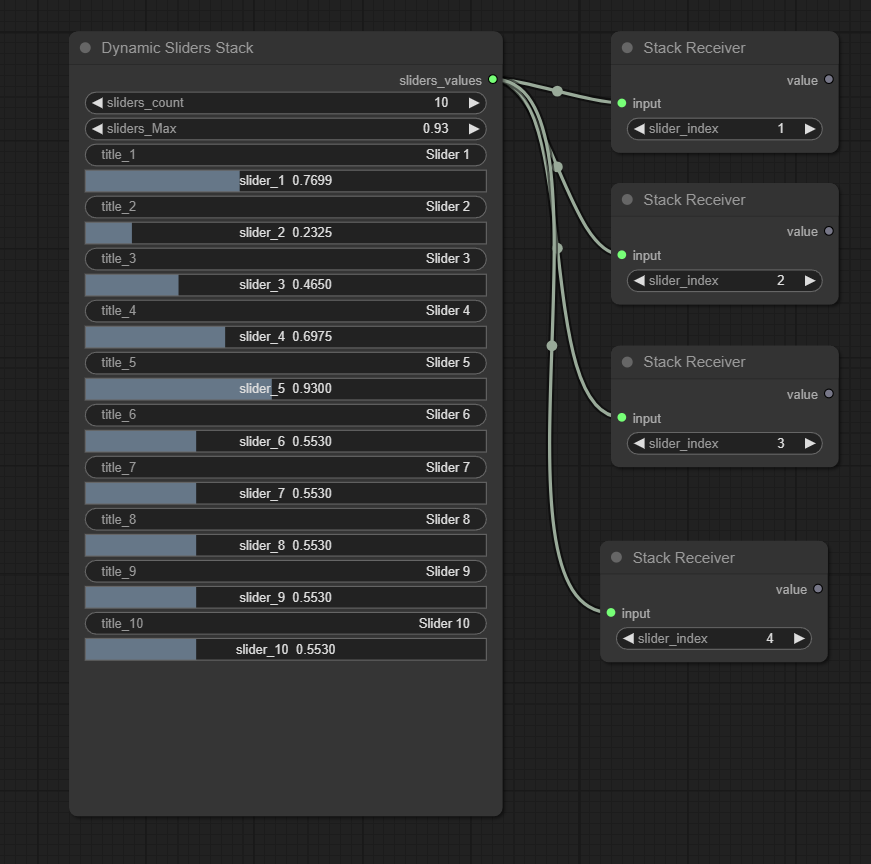 Dynamic Sliders Stack
sliders_values
sliders_count 10
sliders_Max 0.93
title_1 Slider 1
slider_1 0.7699
title_2 Slider 2
slider_2 0.2325
title_3 Slider 3
slider_3 0.4650
title_4 Slider 4
slider_4 0.6975
title_5 Slider 5
slider_5 0.9300
title_6 Slider 6
slider_6 0.5530
title_7 Slider 7
slider_7 0.5530
title_8 Slider 8
slider_8 0.5530
title_9 Slider 9
slider_9 0.5530
title_10 Slider 10
slider_10 0.5530
Stack Receiver
value
input
slider_index 1
Stack Receiver
value
input
slider_index 2
Stack Receiver
value
input
slider_index 3
Stack Receiver
value
input
slider_index 4